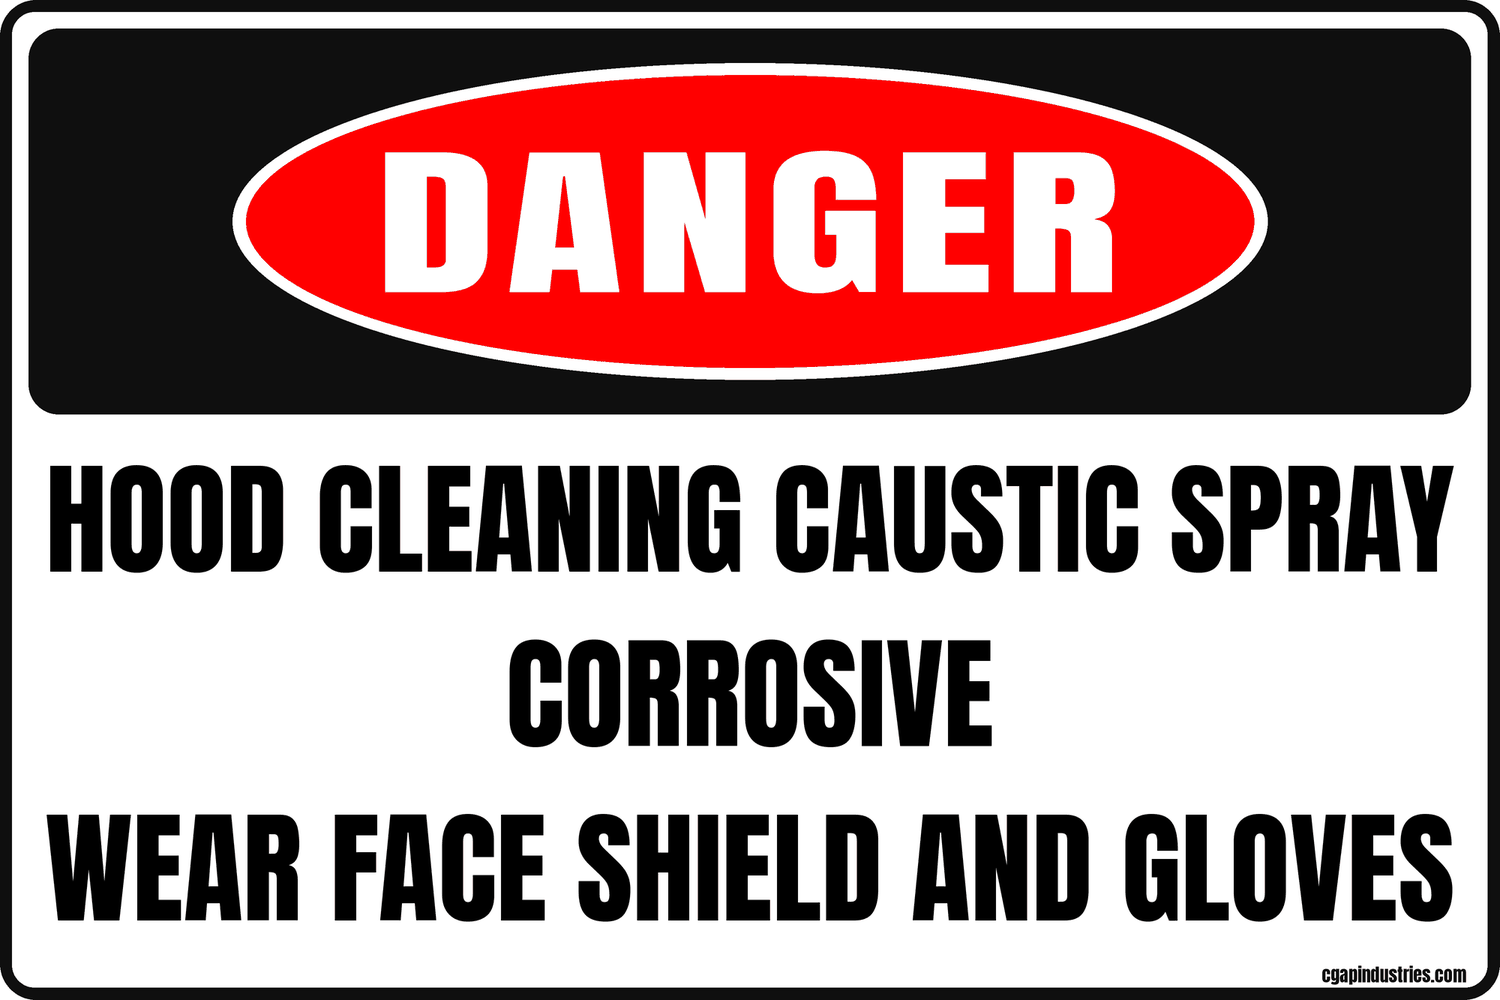 DANGER
HOOD CLEANING CAUSTIC SPRAY
CORROSIVE
WEAR FACE SHIELD AND GLOVES
cgapindustries.com